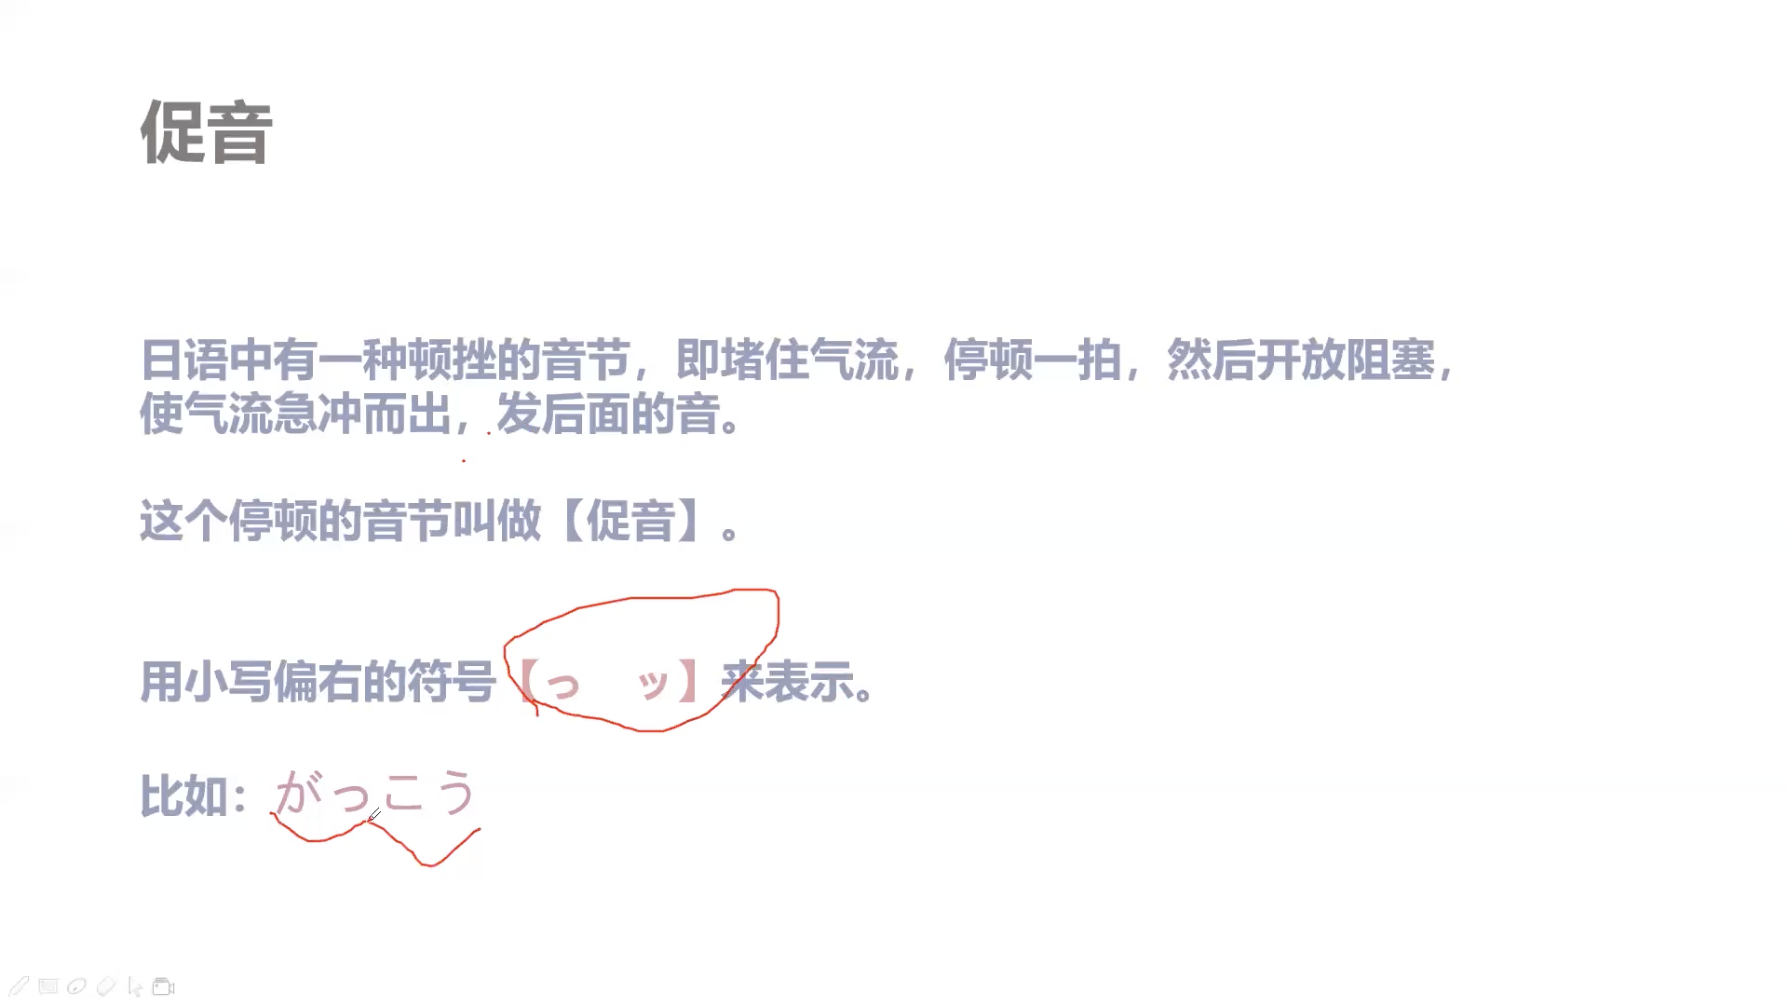 促音
日语中有一种顿挫的音节，即堵住气流，停顿一拍，然后开放阻塞，
使气流急冲而出，发后面的音。
这个停顿的音节叫做【促音】。
用小写偏右的符号【っ　ッ】来表示。
比如：がっこう